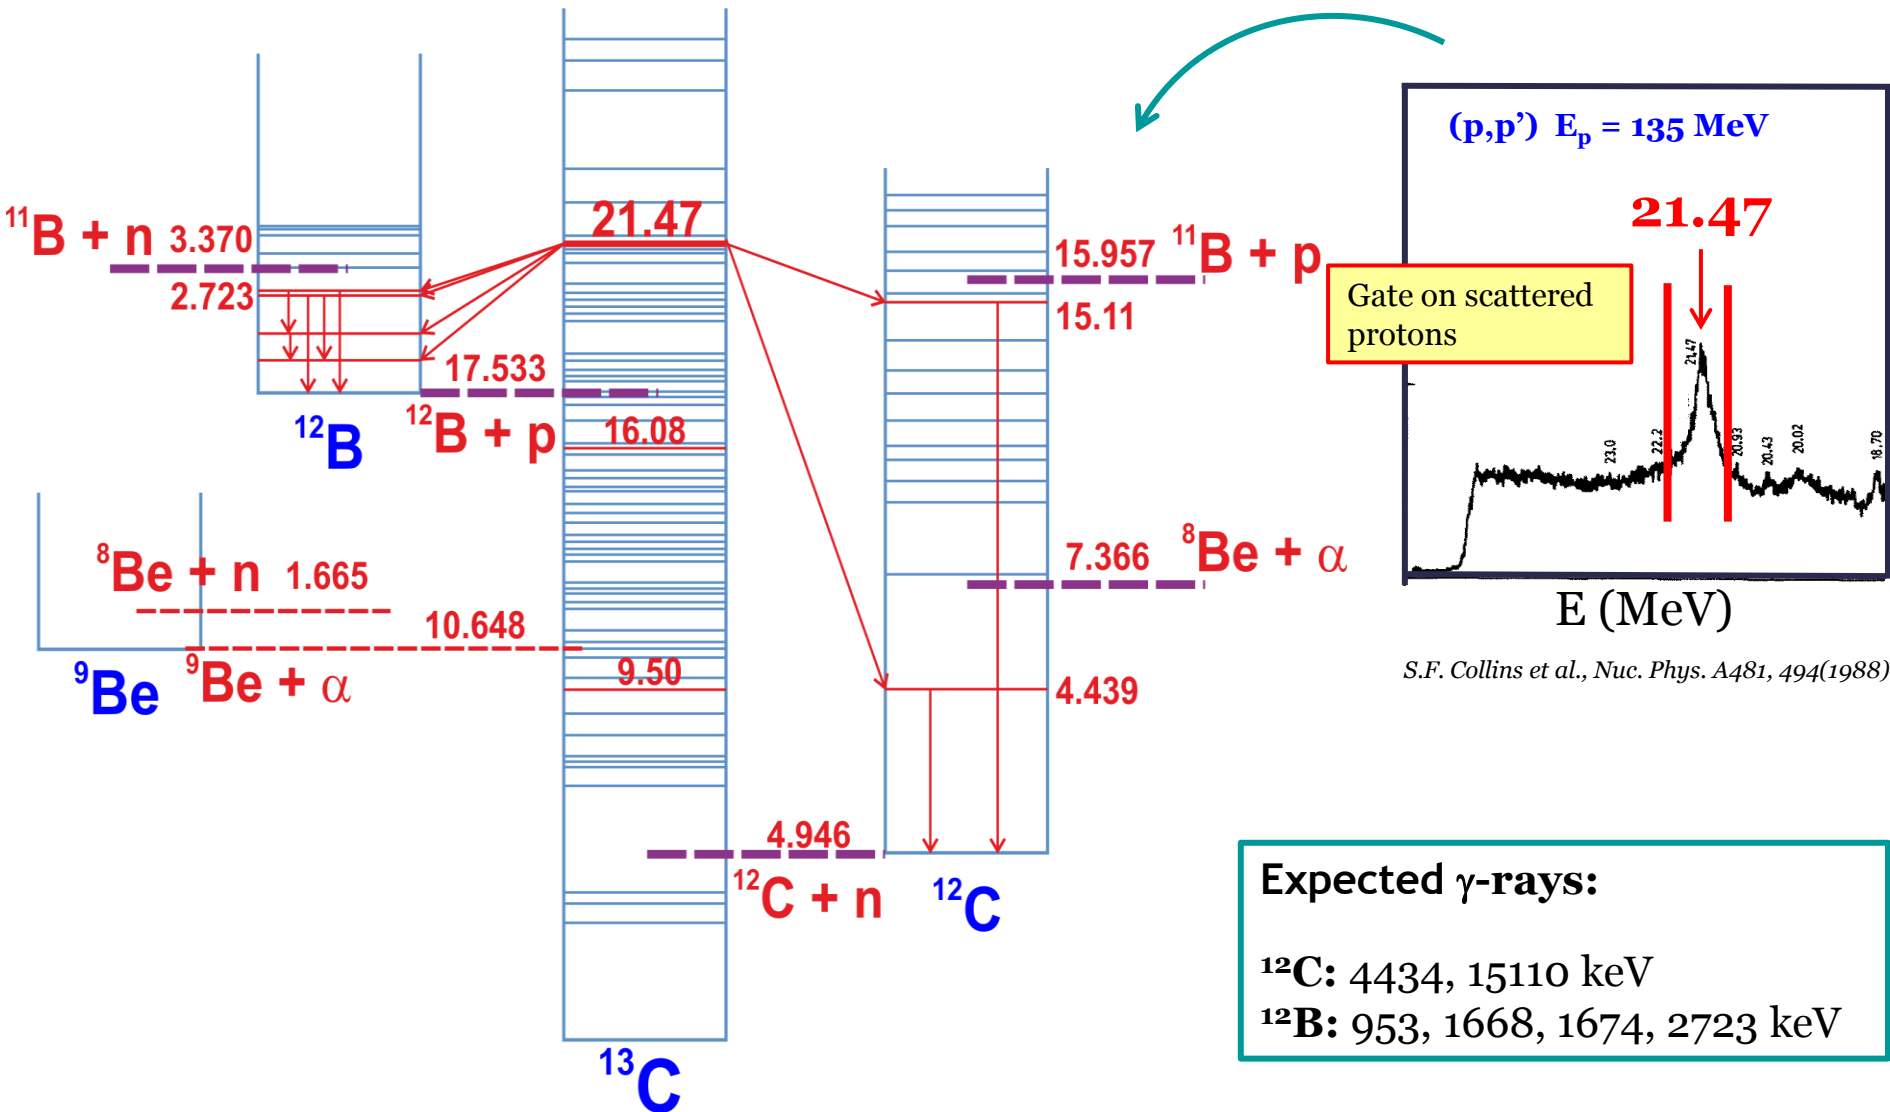 (p,p’) Eₚ = 135 MeV
21.47
Gate on scattered
protons
21.47
23.0
22.2
20.93
20.43
20.02
18.70
E (MeV)
S.F. Collins et al., Nuc. Phys. A481, 494(1988)
¹¹B + n 3.370
2.723
¹²B
17.533
¹²B + p
⁸Be + n 1.665
10.648
⁹Be
⁹Be + α
21.47
16.08
9.50
4.946
¹²C + n
¹³C
15.957 ¹¹B + p
15.11
7.366 ⁸Be + α
4.439
¹²C
Expected γ-rays:
¹²C: 4434, 15110 keV
¹²B: 953, 1668, 1674, 2723 keV